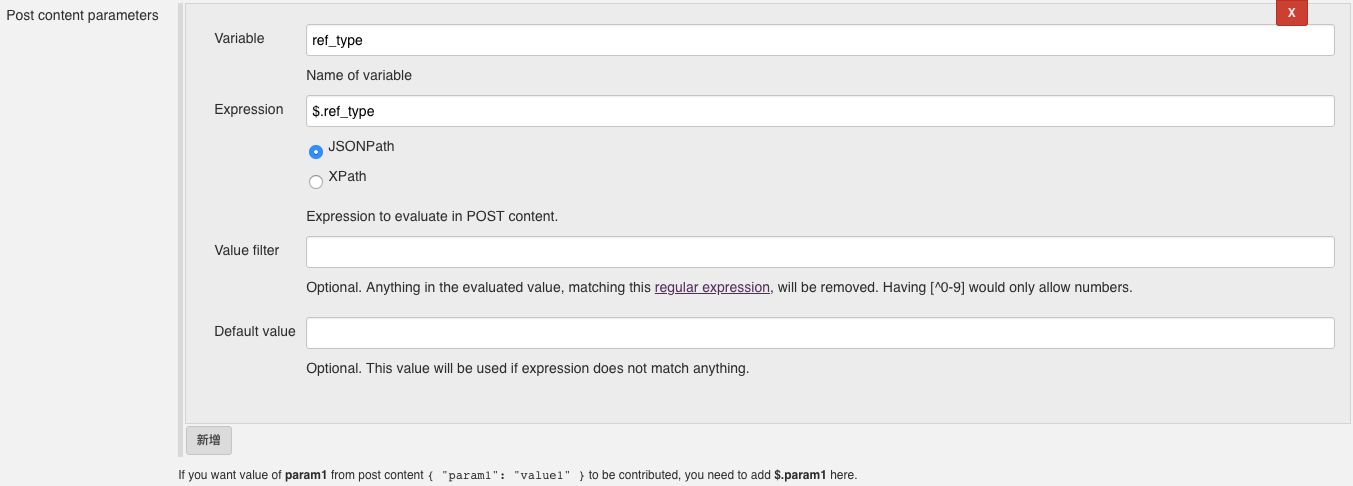 Post content parameters
X
Variable
ref_type
Name of variable
Expression
$.ref_type
JSONPath
XPath
Expression to evaluate in POST content.
Value filter
Optional. Anything in the evaluated value, matching this regular expression, will be removed. Having [^0-9] would only allow numbers.
Default value
Optional. This value will be used if expression does not match anything.
新增
If you want value of param1 from post content { "param1": "value1" } to be contributed, you need to add $.param1 here.